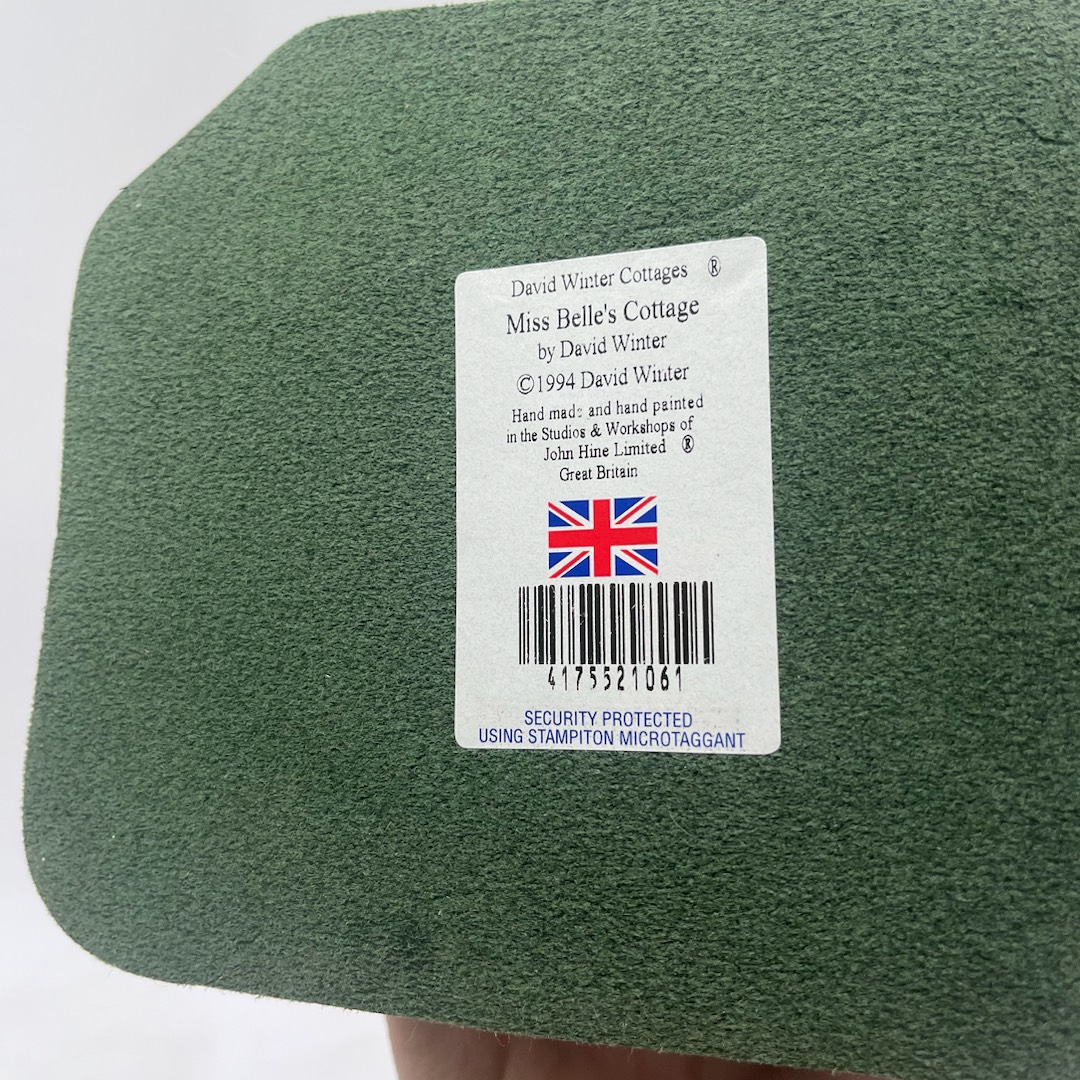 David Winter Cottages ®
Miss Belle's Cottage
by David Winter
©1994 David Winter
Hand made and hand painted
in the Studios & Workshops of
John Hine Limited ®
Great Britain
4175521061
SECURITY PROTECTED
USING STAMPITON MICROTAGGANT